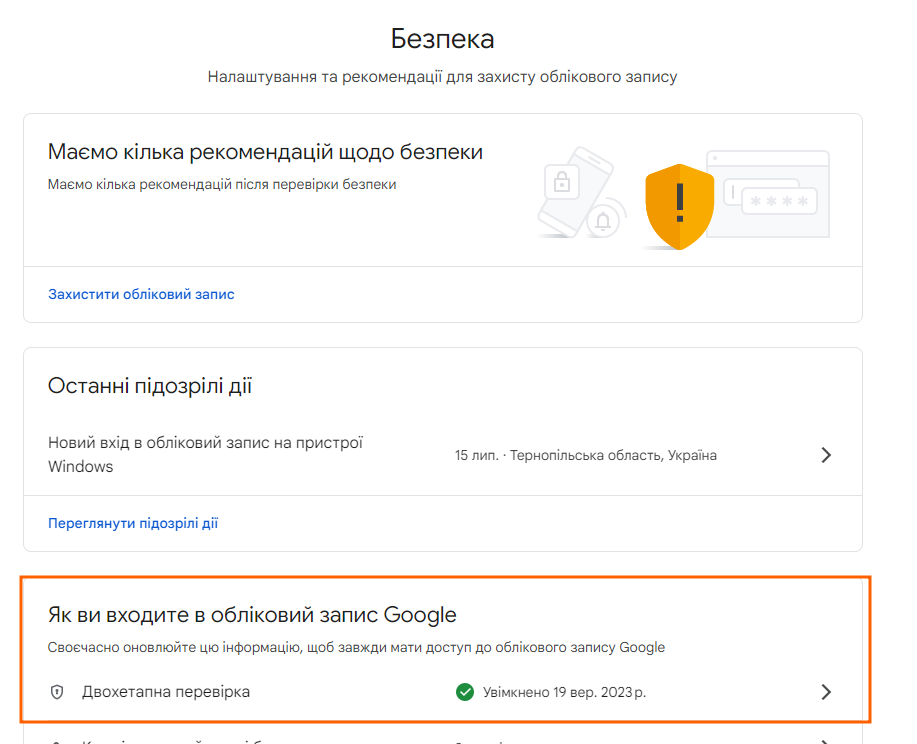 Безпека
Налаштування та рекомендації для захисту облікового запису
Маємо кілька рекомендацій щодо безпеки
Маємо кілька рекомендацій після перевірки безпеки
Захистити обліковий запис
Останні підозрілі дії
Новий вхід в обліковий запис на пристрої
Windows
15 лип. · Тернопільська область, Україна
Переглянути підозрілі дії
Як ви входите в обліковий запис Google
Своєчасно оновлюйте цю інформацію, щоб завжди мати доступ до облікового запису Google
Двохетапна перевірка
Увімкнено 19 вер. 2023 р.